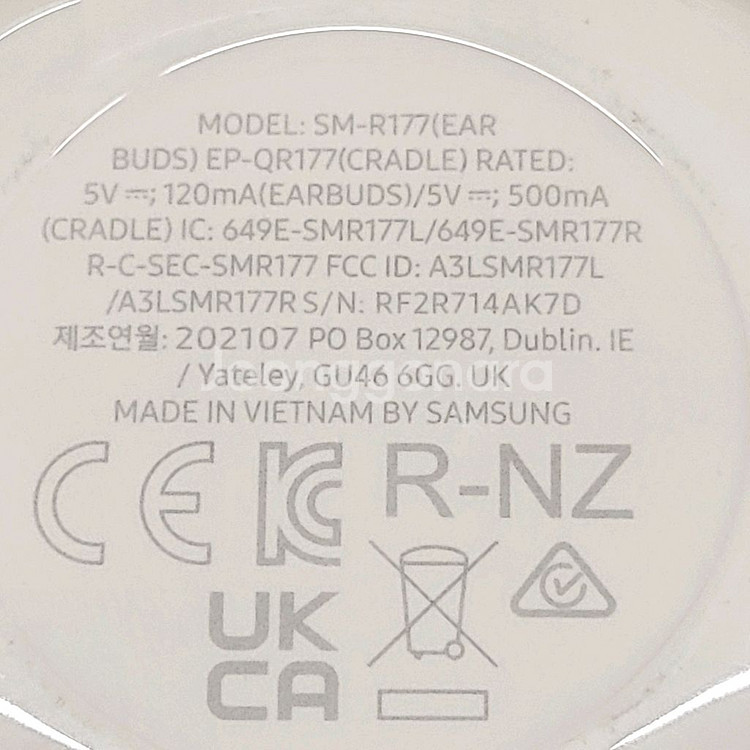 MODEL: SM-R177(EAR
BUDS) EP-QR177(CRADLE) RATED:
5V ⎓; 120mA(EARBUDS)/5V ⎓; 500mA
(CRADLE) IC: 649E-SMR177L/649E-SMR177R
R-C-SEC-SMR177 FCC ID: A3LSMR177L
/A3LSMR177R S/N: RF2R714AK7D
제조연월: 202107 PO Box 12987, Dublin. IE
/ Yateley, GU46 6GG. UK
Joonggonara
MADE IN VIETNAM BY SAMSUNG
CE KC R-NZ
UK
CA